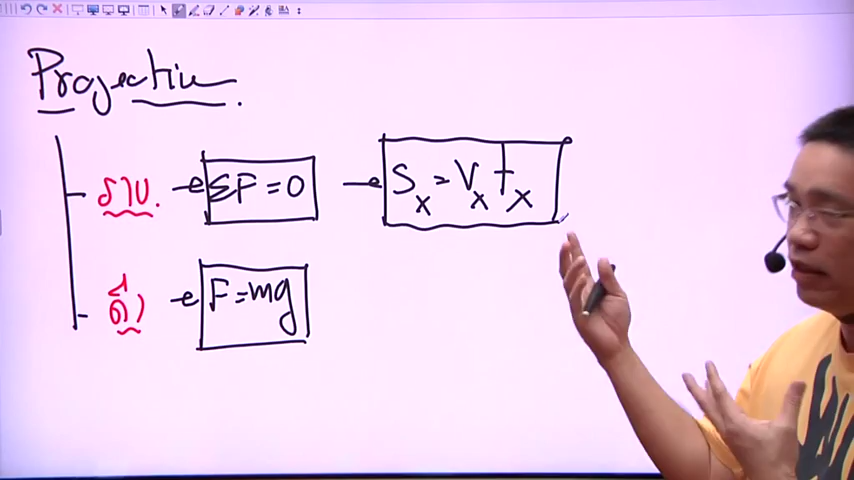 Projectile.
ราบ. → ΣF = 0 → Sₓ = Vₓ tₓ
ดิ่ง → F = mg